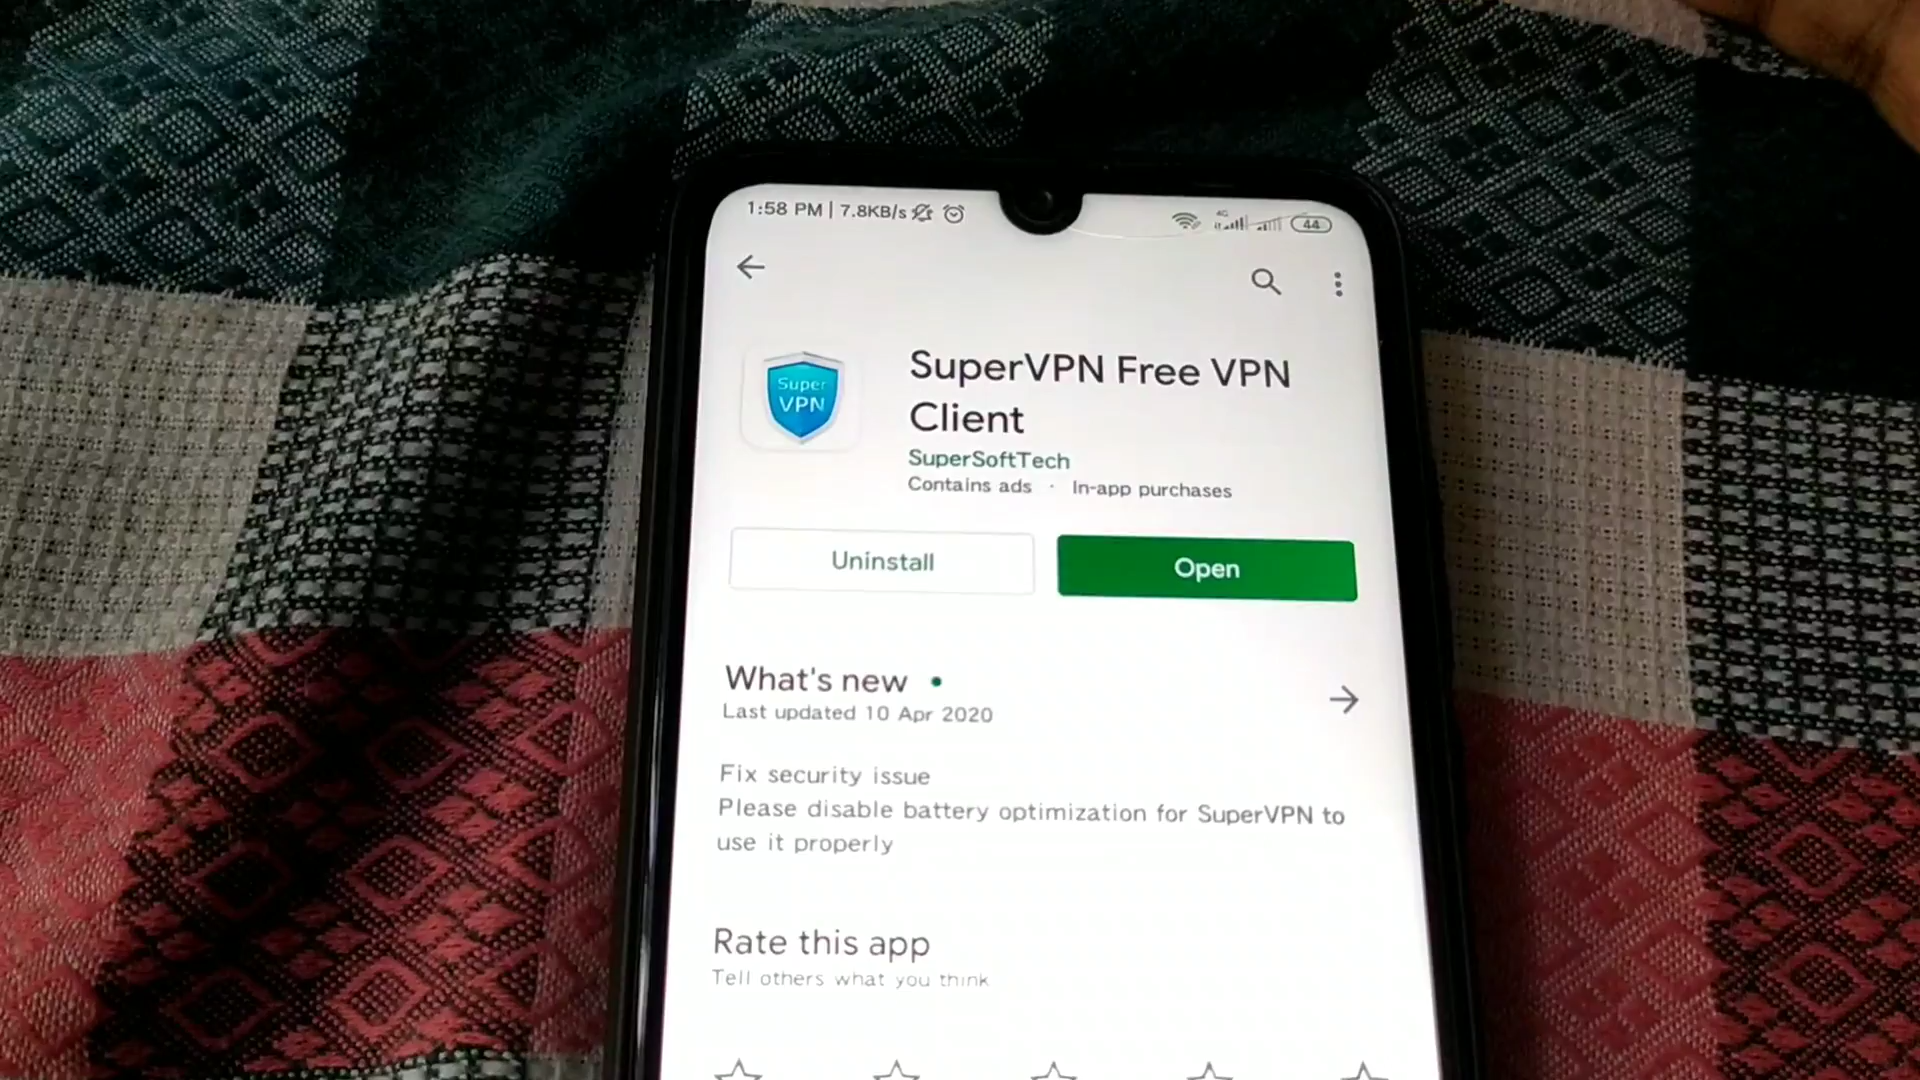 1:58 PM | 7.8KB/s
4G
44
Super
VPN
SuperVPN Free VPN
Client
SuperSoftTech
Contains ads · In-app purchases
Uninstall
Open
What's new •
Last updated 10 Apr 2020
Fix security issue
Please disable battery optimization for SuperVPN to
use it properly
Rate this app
Tell others what you think